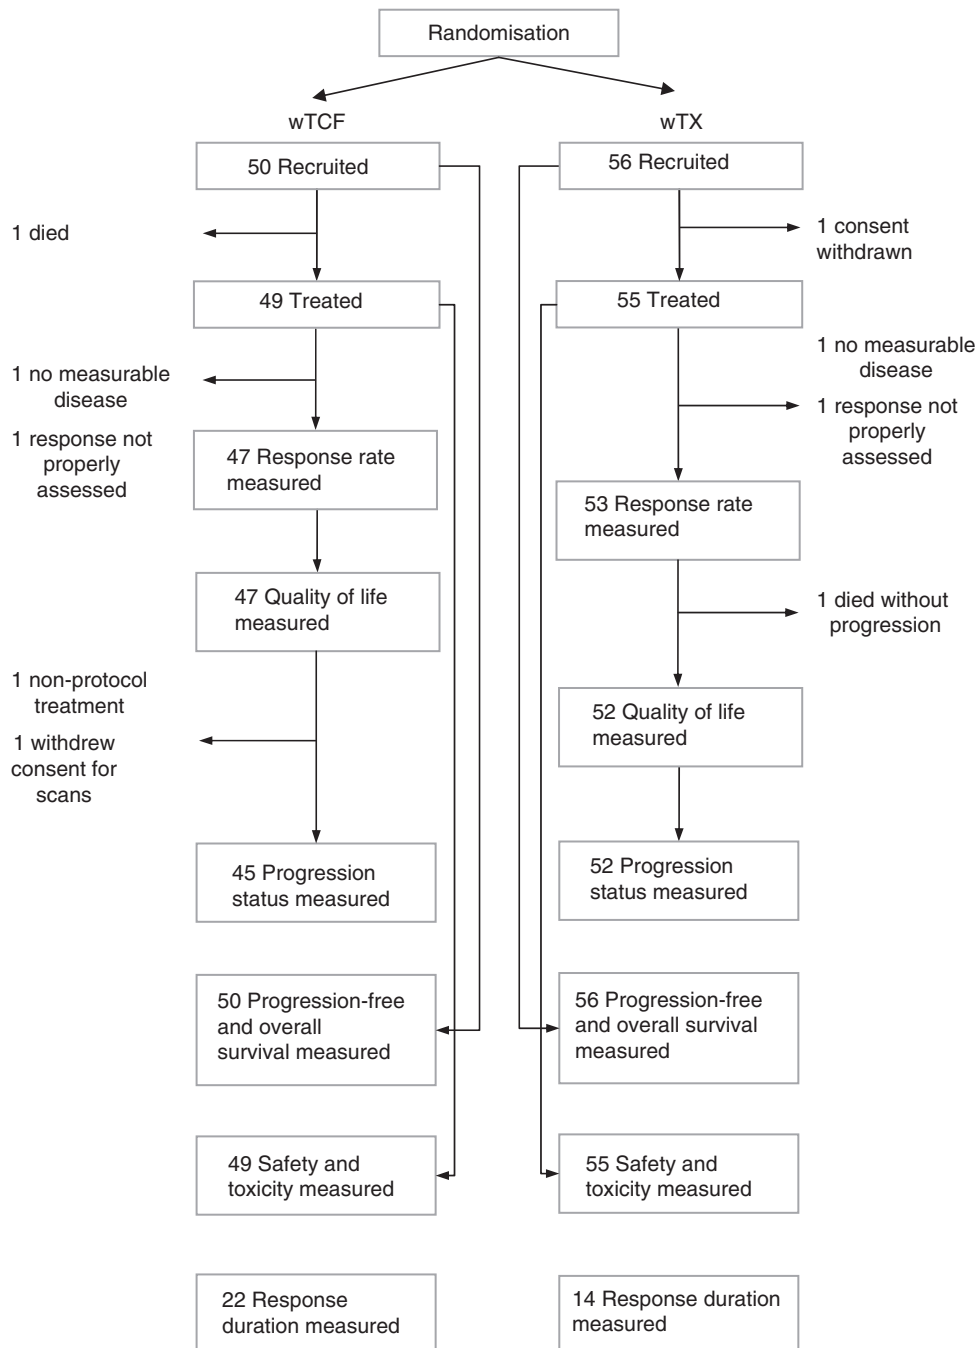 Randomisation
wTCF
wTX
50 Recruited
56 Recruited
1 died
1 consent
withdrawn
49 Treated
55 Treated
1 no measurable
disease
1 response not
properly
assessed
1 no measurable
disease
1 response not
properly
assessed
47 Response rate
measured
53 Response rate
measured
47 Quality of life
measured
1 died without
progression
1 non-protocol
treatment
1 withdrew
consent for
scans
52 Quality of life
measured
45 Progression
status measured
52 Progression
status measured
50 Progression-free
and overall
survival measured
56 Progression-free
and overall survival
measured
49 Safety and
toxicity measured
55 Safety and
toxicity measured
22 Response
duration measured
14 Response duration
measured